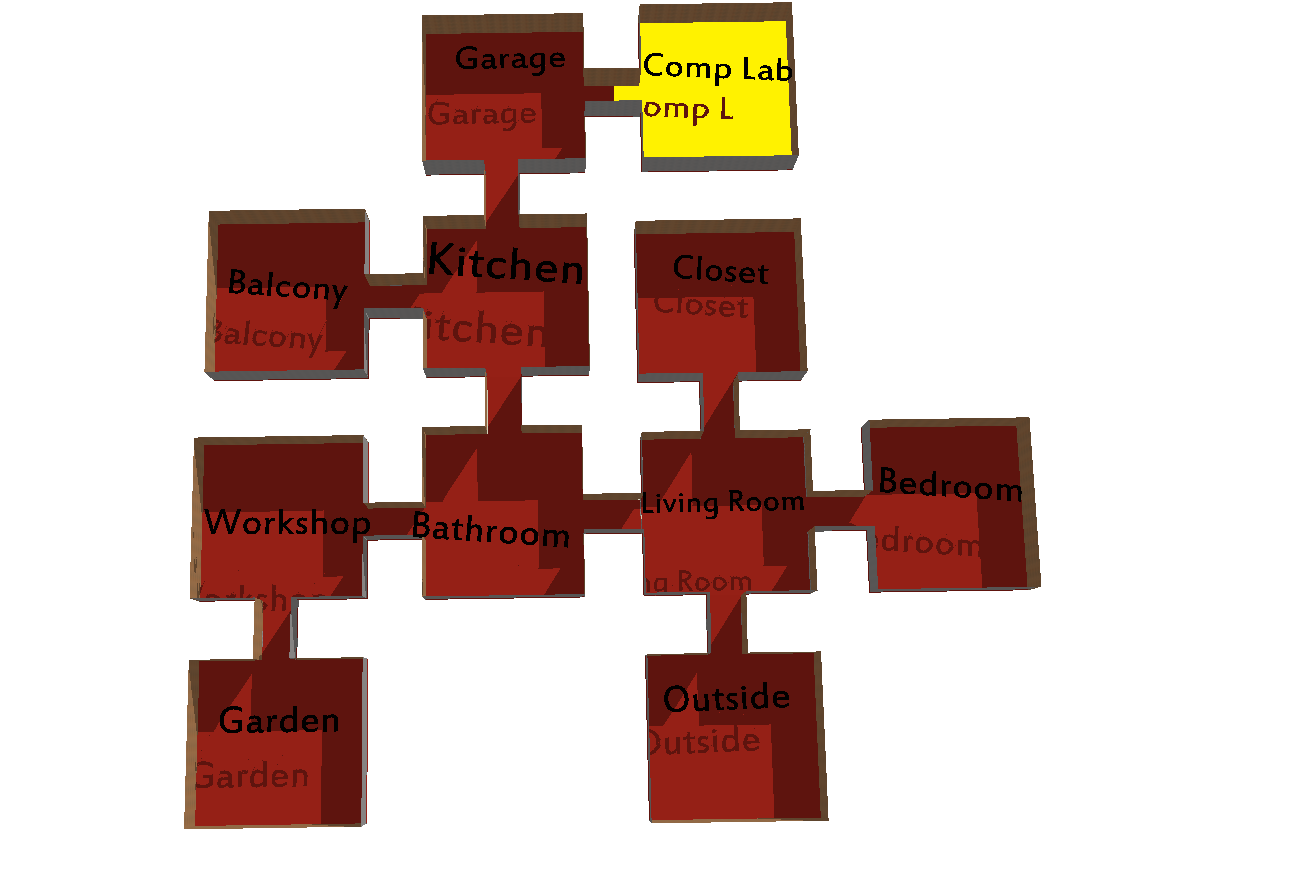 Garage
Comp Lab
Garage
omp L
Balcony
Kitchen
Closet
Balcony
itchen
Closet
Workshop
Bathroom
Living Room
Bedroom
orkshop
ng Room
edroom
Garden
Outside
Garden
Outside